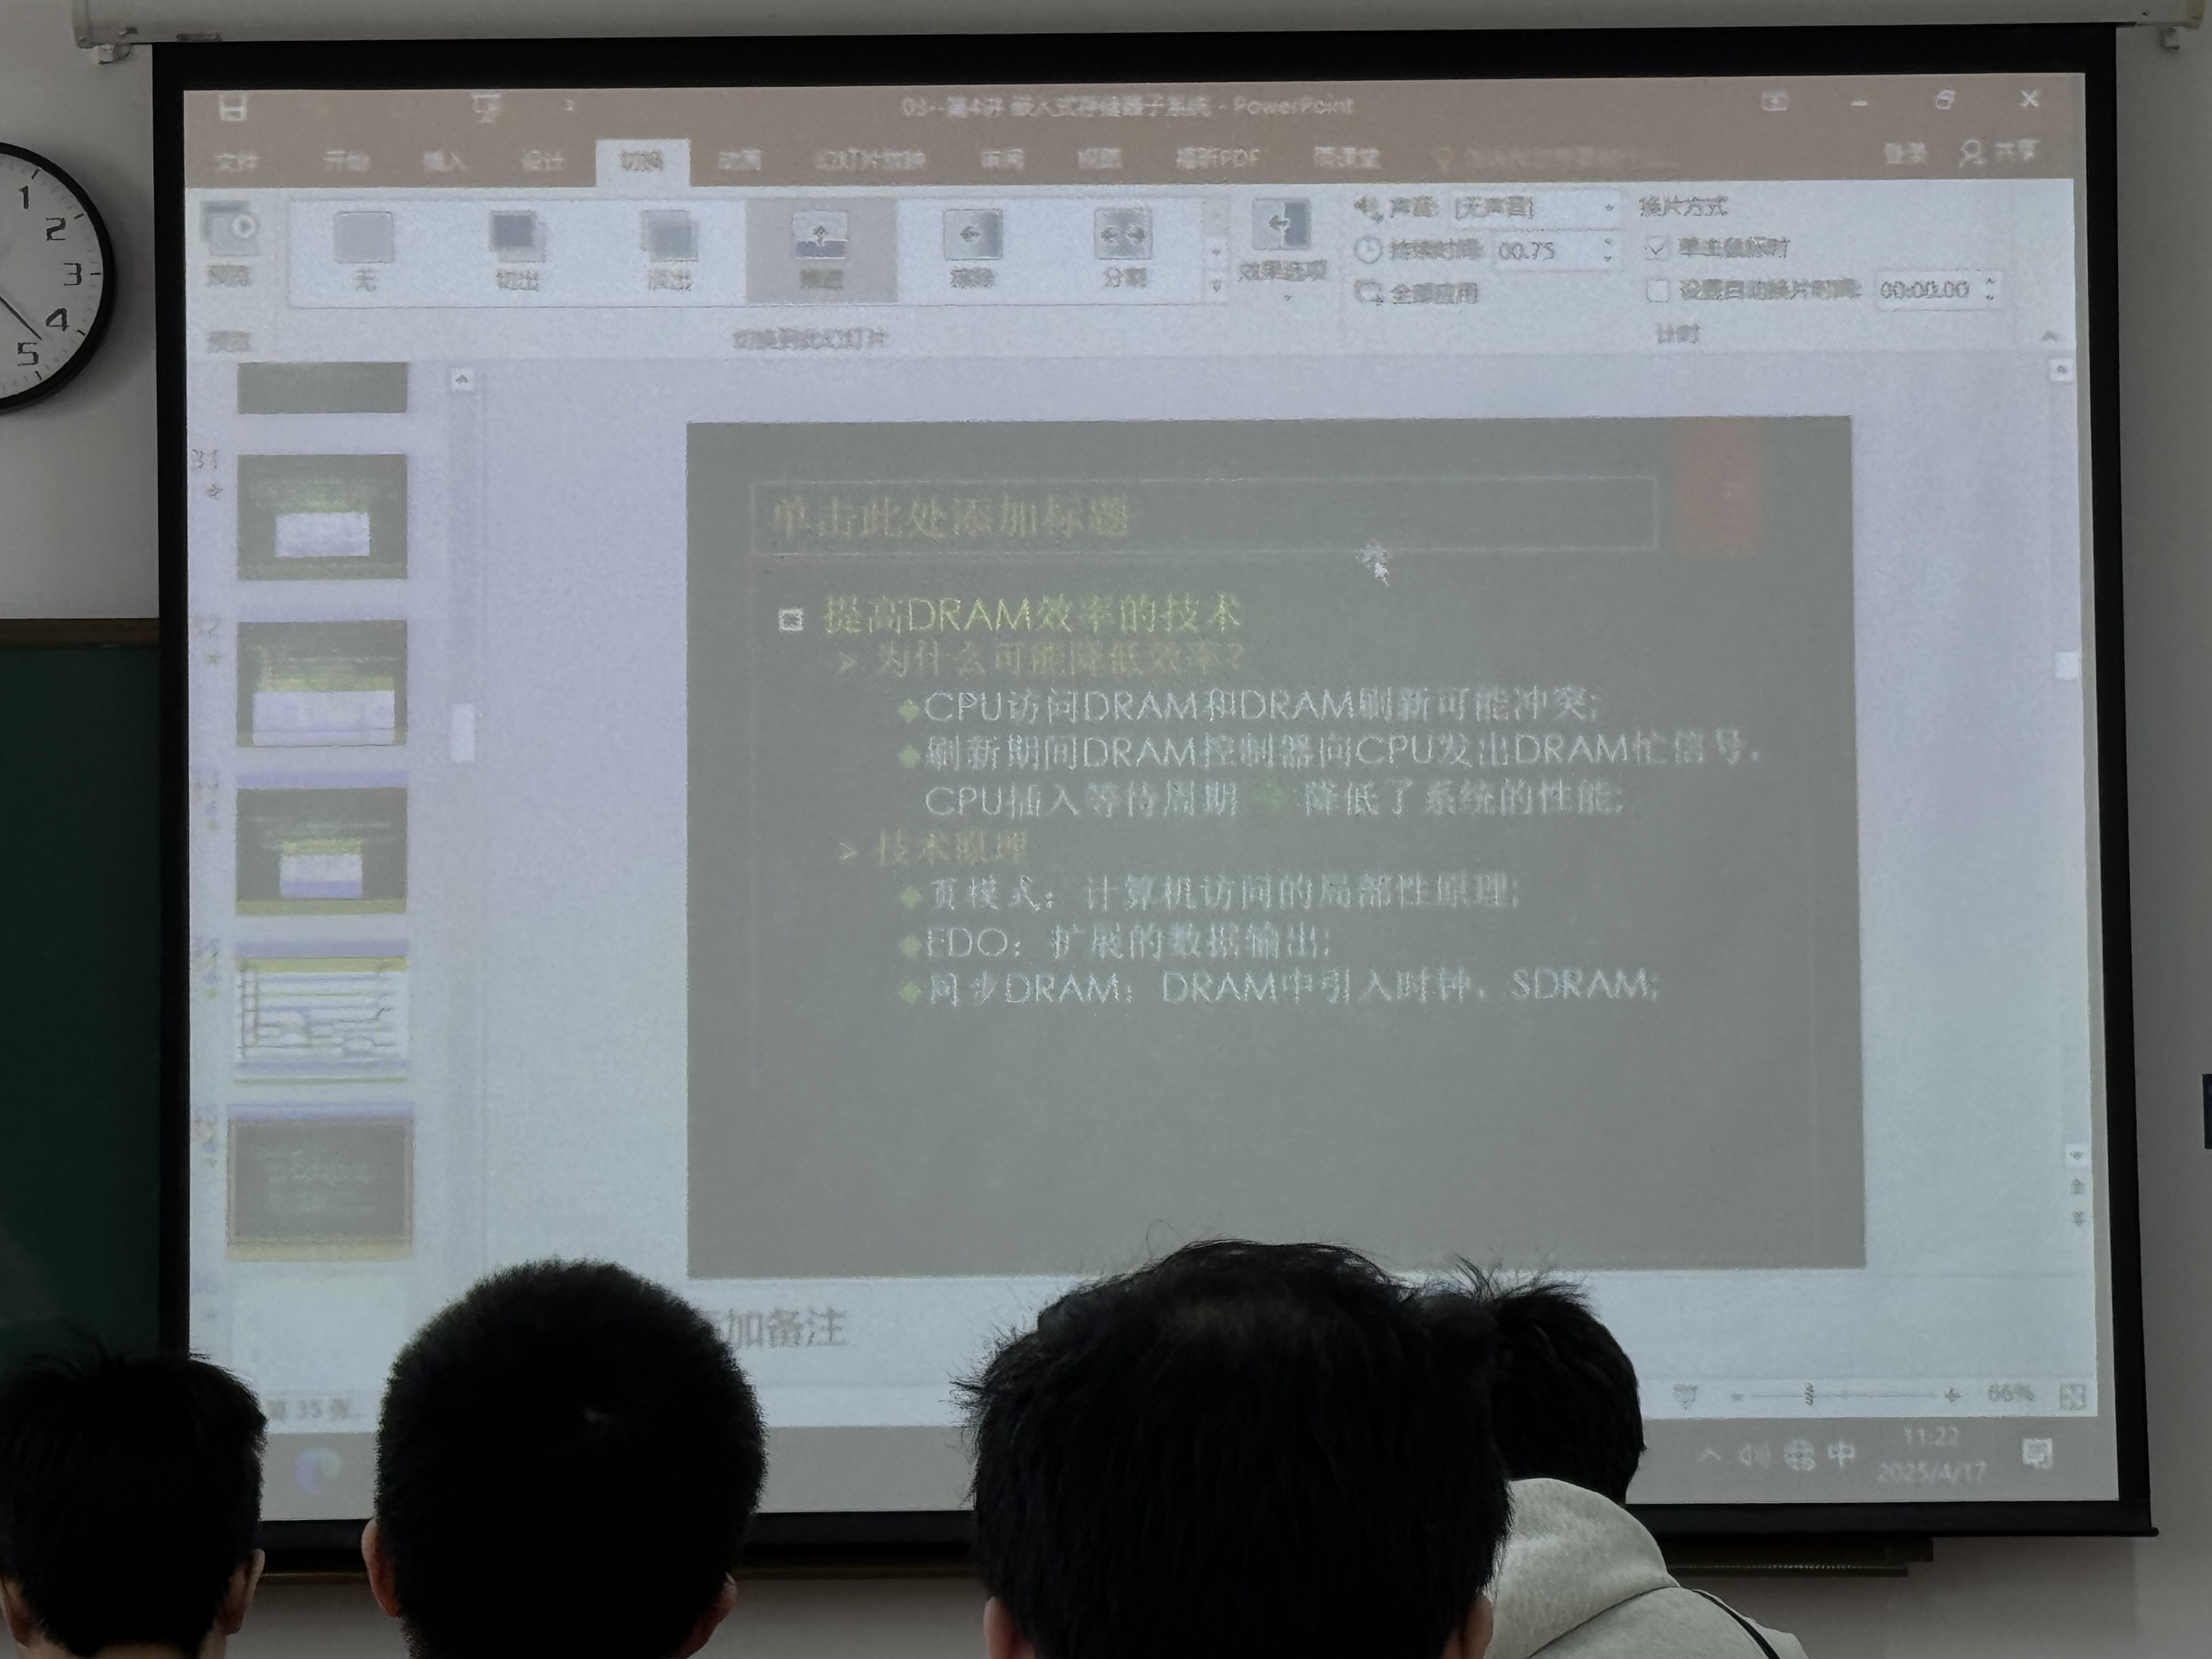 1
2
3
4
5
03--第4讲 嵌入式存储器子系统 - PowerPoint
文件 开始 插入 设计 切换 动画 幻灯片放映 审阅 视图 福昕PDF 雨课堂
登录 共享
预览 无 切出 淡出 推进 擦除 分割 效果选项
声音: [无声音]
持续时间: 00.75
全部应用
换片方式
单击鼠标时
设置自动换片时间: 00:00.00
预览 切换到此幻灯片 计时
31
32
单击此处添加标题
提高DRAM效率的技术
> 为什么可能降低效率?
CPU访问DRAM和DRAM刷新可能冲突;
刷新期间DRAM控制器向CPU发出DRAM忙信号,
CPU插入等待周期 → 降低了系统的性能;
> 技术原理
页模式: 计算机访问的局部性原理;
EDO: 扩展的数据输出;
同步DRAM: DRAM中引入时钟, SDRAM;
加备注
第 35 张,
66%
中
11:22
2025/4/17